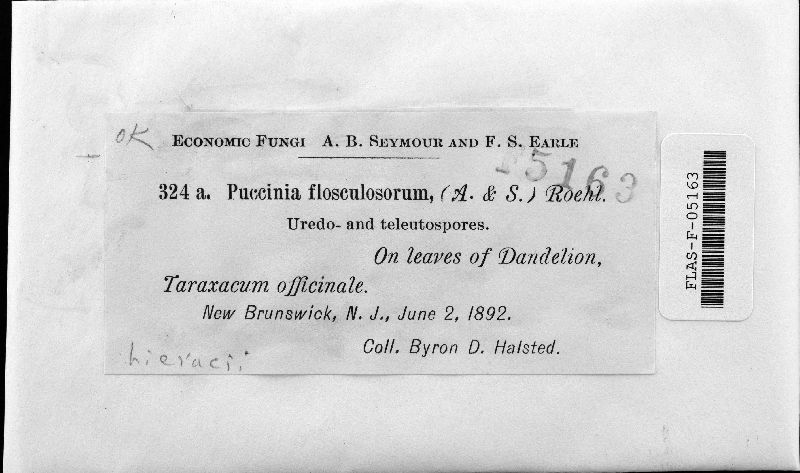 OK
ECONOMIC FUNGI A. B. SEYMOUR AND F. S. EARLE
F5163
324 a. Puccinia flosculosorum, (A. & S.) Roehl.
Uredo- and teleutospores.
On leaves of Dandelion,
Taraxacum officinale.
New Brunswick, N. J., June 2, 1892.
Coll. Byron D. Halsted.
hieracii
FLAS-F-05163